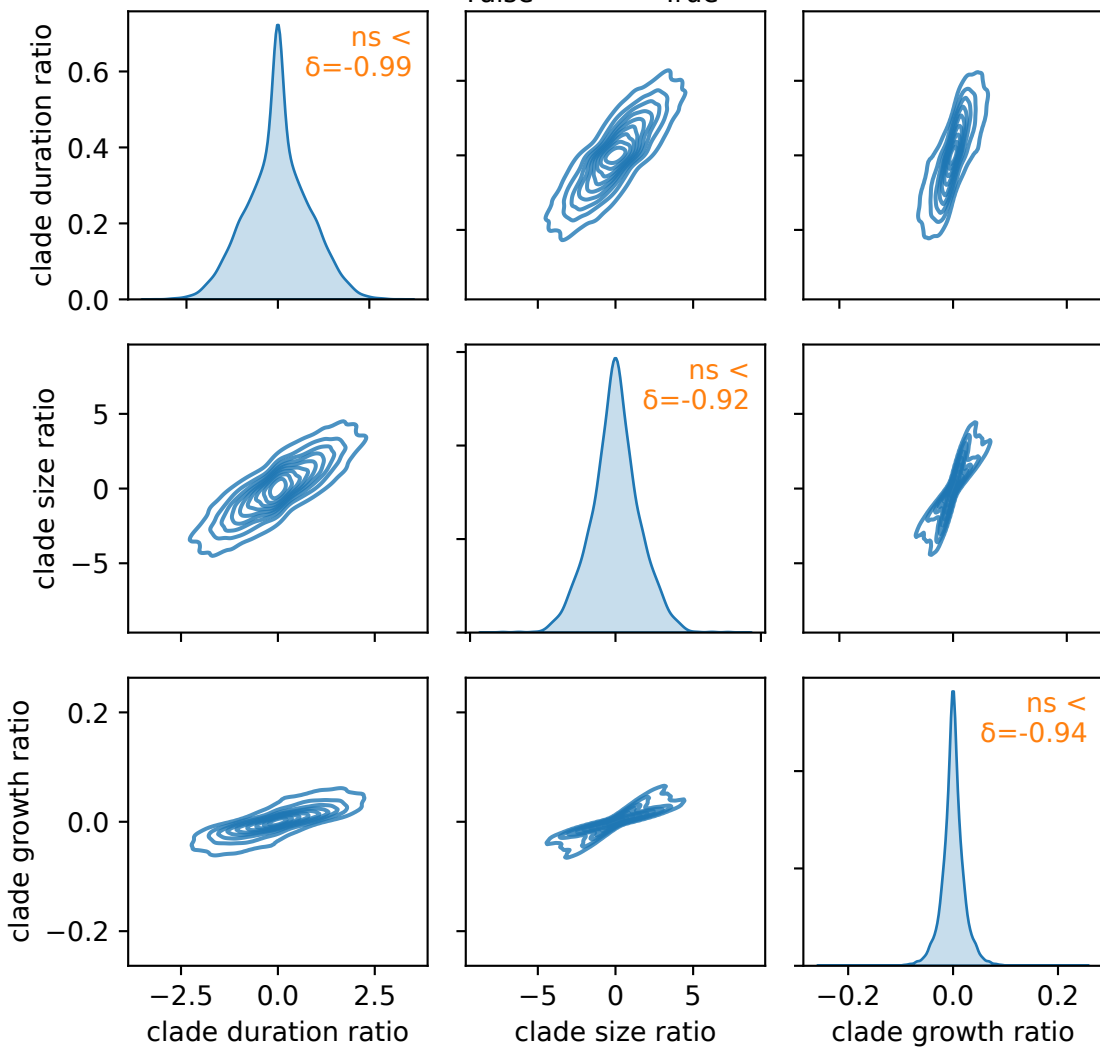 clade duration ratio
0.6
0.4
0.2
0.0
ns <
δ=-0.99
clade size ratio
5
0
−5
ns <
δ=-0.92
clade growth ratio
0.2
0.0
−0.2
ns <
δ=-0.94
−2.5 0.0 2.5
−5 0 5
−0.2 0.0 0.2
clade duration ratio
clade size ratio
clade growth ratio